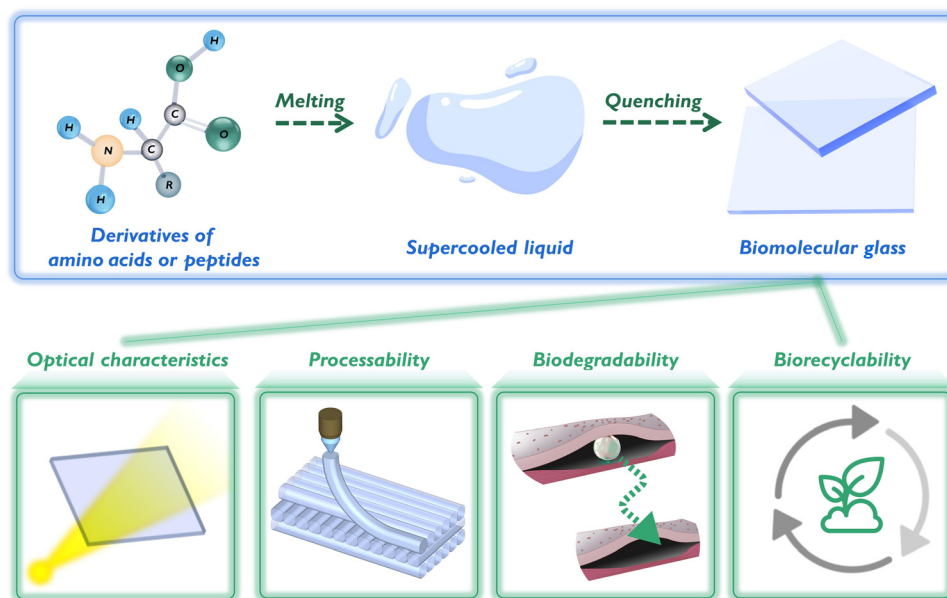 H
O
H
H
C
O
N
C
H
R
Melting
Quenching
Derivatives of
amino acids or peptides
Supercooled liquid
Biomolecular glass
Optical characteristics
Processability
Biodegradability
Biorecyclability